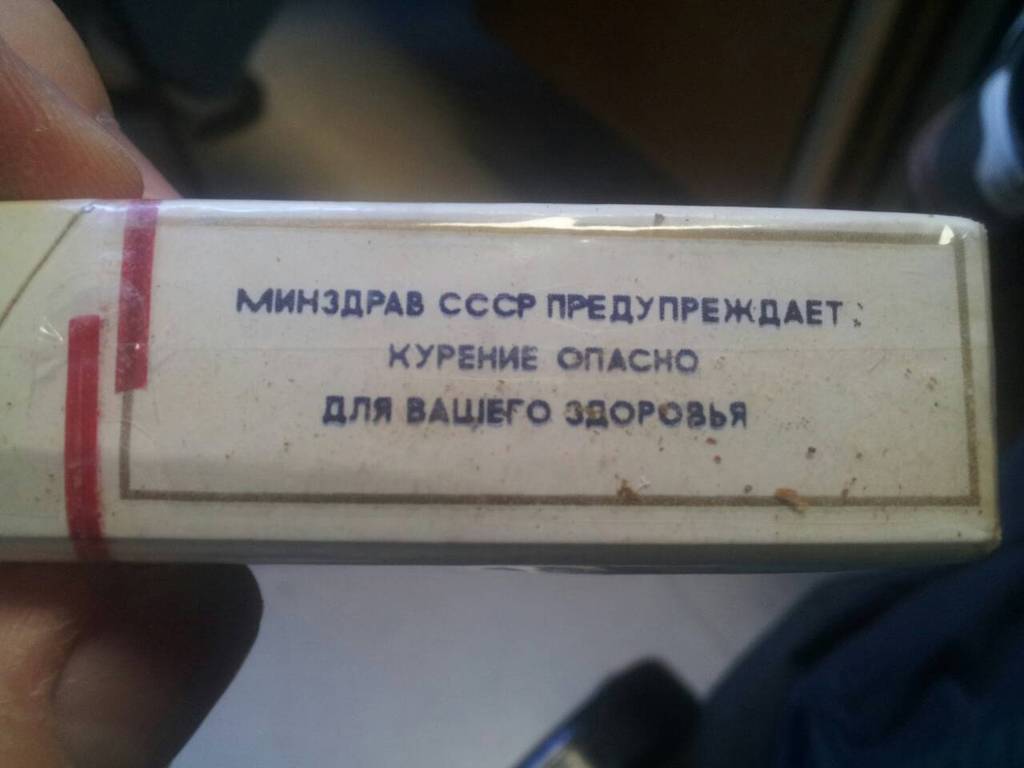 МИНЗДРАВ СССР ПРЕДУПРЕЖДАЕТ:
КУРЕНИЕ ОПАСНО
ДЛЯ ВАШЕГО ЗДОРОВЬЯ